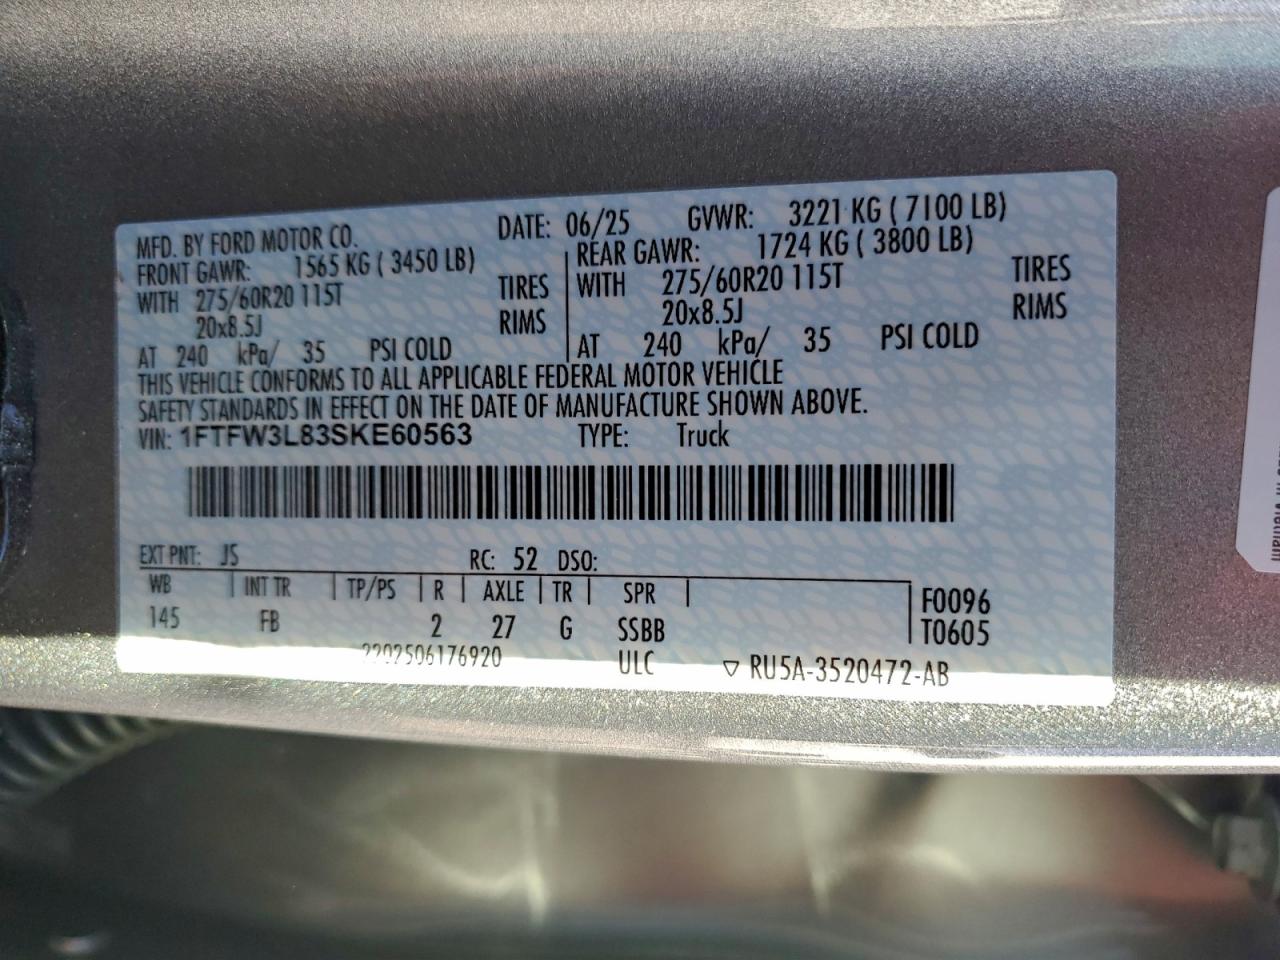 MFD. BY FORD MOTOR CO. DATE: 06/25 GVWR: 3221 KG ( 7100 LB)
FRONT GAWR: 1565 KG ( 3450 LB) REAR GAWR: 1724 KG ( 3800 LB)
WITH 275/60R20 115T TIRES WITH 275/60R20 115T TIRES
20x8.5J RIMS 20x8.5J RIMS
AT 240 kPa/ 35 PSI COLD AT 240 kPa/ 35 PSI COLD
THIS VEHICLE CONFORMS TO ALL APPLICABLE FEDERAL MOTOR VEHICLE
SAFETY STANDARDS IN EFFECT ON THE DATE OF MANUFACTURE SHOWN ABOVE.
VIN: 1FTFW3L83SKE60563 TYPE: Truck
EXT PNT: JS RC: 52 DSO:
WB INT TR TP/PS R AXLE TR SPR F0096
145 FB 2 27 G SSBB T0605
2202506176920 ULC ▽ RU5A-3520472-AB